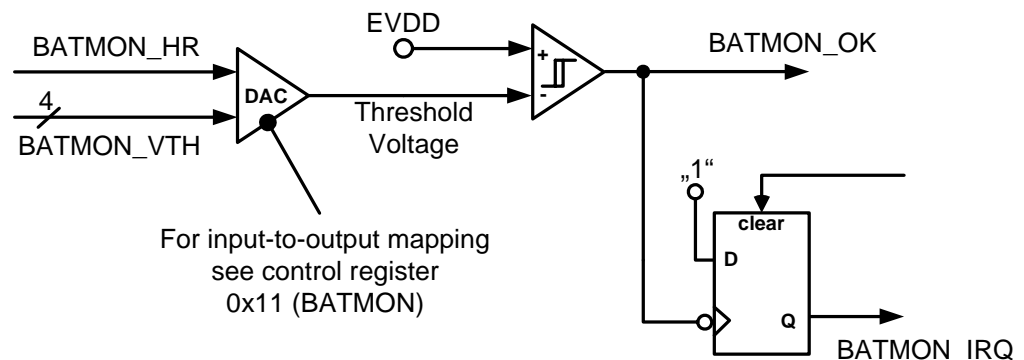 EVDD
BATMON_HR
BATMON_OK
+
DAC
-
4
Threshold
Voltage
BATMON_VTH
„1“
clear
For input-to-output mapping
see control register
0x11 (BATMON)
D
Q
BATMON_IRQ